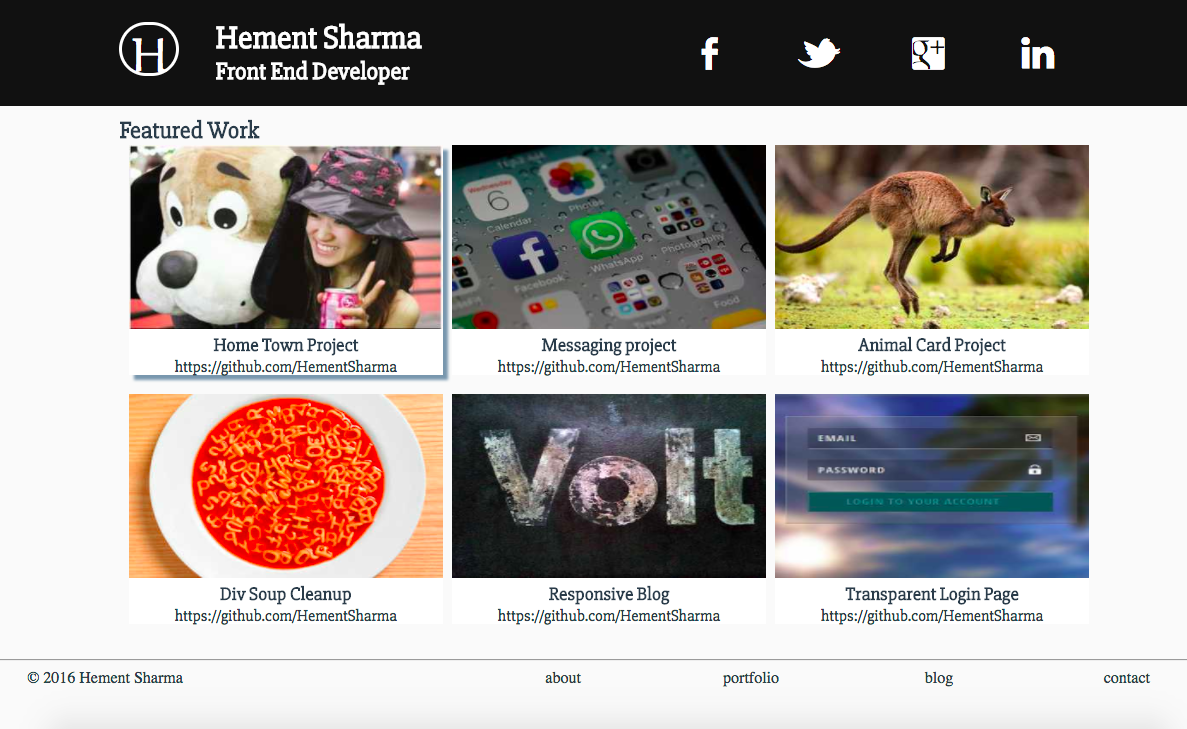 H
Hement Sharma
Front End Developer
f
g+
in
Featured Work
Wednesday
6
Calendar
Photos
WhatsApp
Photography
Facebook
Food
Home Town Project
https://github.com/HementSharma
Messaging project
https://github.com/HementSharma
Animal Card Project
https://github.com/HementSharma
Volt
EMAIL
PASSWORD
LOGIN TO YOUR ACCOUNT
Div Soup Cleanup
https://github.com/HementSharma
Responsive Blog
https://github.com/HementSharma
Transparent Login Page
https://github.com/HementSharma
© 2016 Hement Sharma
about
portfolio
blog
contact